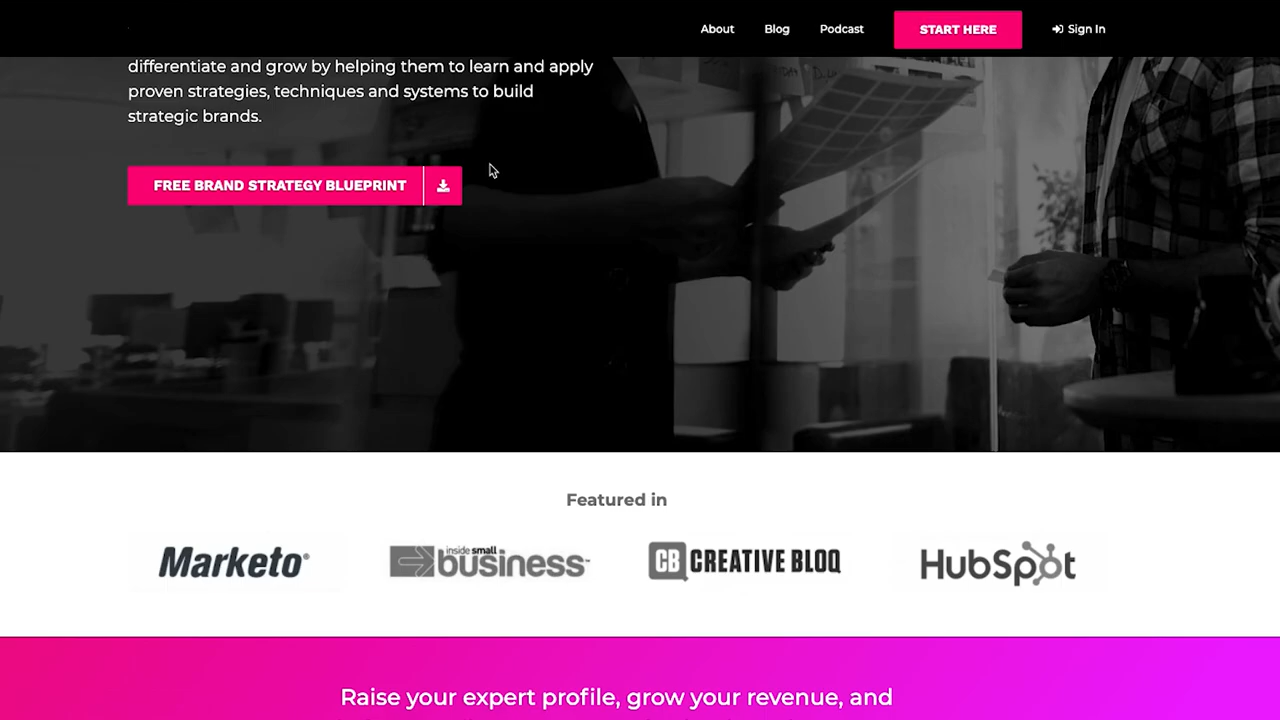 About Blog Podcast START HERE Sign In
differentiate and grow by helping them to learn and apply
proven strategies, techniques and systems to build
strategic brands.
FREE BRAND STRATEGY BLUEPRINT
Featured in
Marketo®
inside small
business™
CB CREATIVE BLOQ
HubSpot
Raise your expert profile, grow your revenue, and